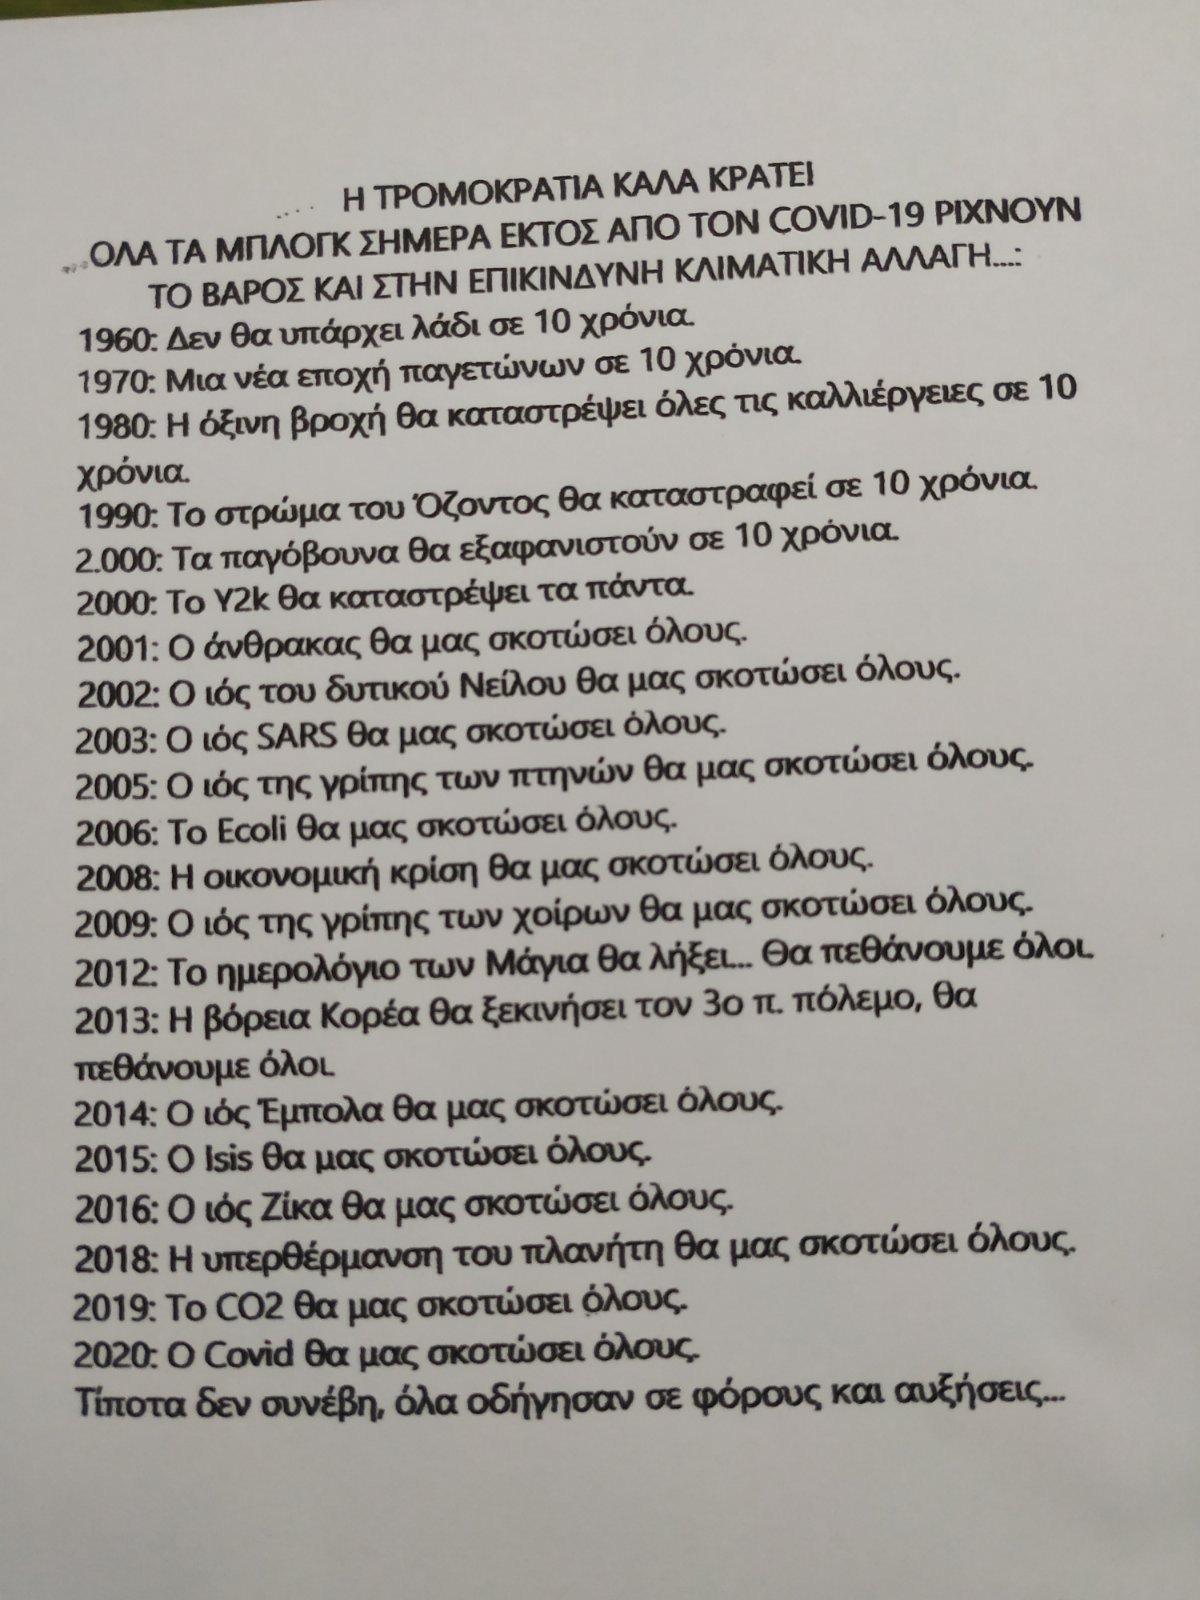 Η ΤΡΟΜΟΚΡΑΤΙΑ ΚΑΛΑ ΚΡΑΤΕΙ
ΟΛΑ ΤΑ ΜΠΛΟΓΚ ΣΗΜΕΡΑ ΕΚΤΟΣ ΑΠΟ ΤΟΝ COVID-19 ΡΙΧΝΟΥΝ
ΤΟ ΒΑΡΟΣ ΚΑΙ ΣΤΗΝ ΕΠΙΚΙΝΔΥΝΗ ΚΛΙΜΑΤΙΚΗ ΑΛΛΑΓΗ...:
1960: Δεν θα υπάρχει λάδι σε 10 χρόνια.
1970: Μια νέα εποχή παγετώνων σε 10 χρόνια.
1980: Η όξινη βροχή θα καταστρέψει όλες τις καλλιέργειες σε 10
χρόνια.
1990: Το στρώμα του Όζοντος θα καταστραφεί σε 10 χρόνια.
2.000: Τα παγόβουνα θα εξαφανιστούν σε 10 χρόνια.
2000: Το Y2k θα καταστρέψει τα πάντα.
2001: Ο άνθρακας θα μας σκοτώσει όλους.
2002: Ο ιός του δυτικού Νείλου θα μας σκοτώσει όλους.
2003: Ο ιός SARS θα μας σκοτώσει όλους.
2005: Ο ιός της γρίπης των πτηνών θα μας σκοτώσει όλους.
2006: Το Ecoli θα μας σκοτώσει όλους.
2008: Η οικονομική κρίση θα μας σκοτώσει όλους.
2009: Ο ιός της γρίπης των χοίρων θα μας σκοτώσει όλους.
2012: Το ημερολόγιο των Μάγια θα λήξει... Θα πεθάνουμε όλοι.
2013: Η βόρεια Κορέα θα ξεκινήσει τον 3ο π. πόλεμο, θα
πεθάνουμε όλοι.
2014: Ο ιός Έμπολα θα μας σκοτώσει όλους.
2015: Ο Isis θα μας σκοτώσει όλους.
2016: Ο ιός Ζίκα θα μας σκοτώσει όλους.
2018: Η υπερθέρμανση του πλανήτη θα μας σκοτώσει όλους.
2019: Το CO2 θα μας σκοτώσει όλους.
2020: Ο Covid θα μας σκοτώσει όλους.
Τίποτα δεν συνέβη, όλα οδήγησαν σε φόρους και αυξήσεις...